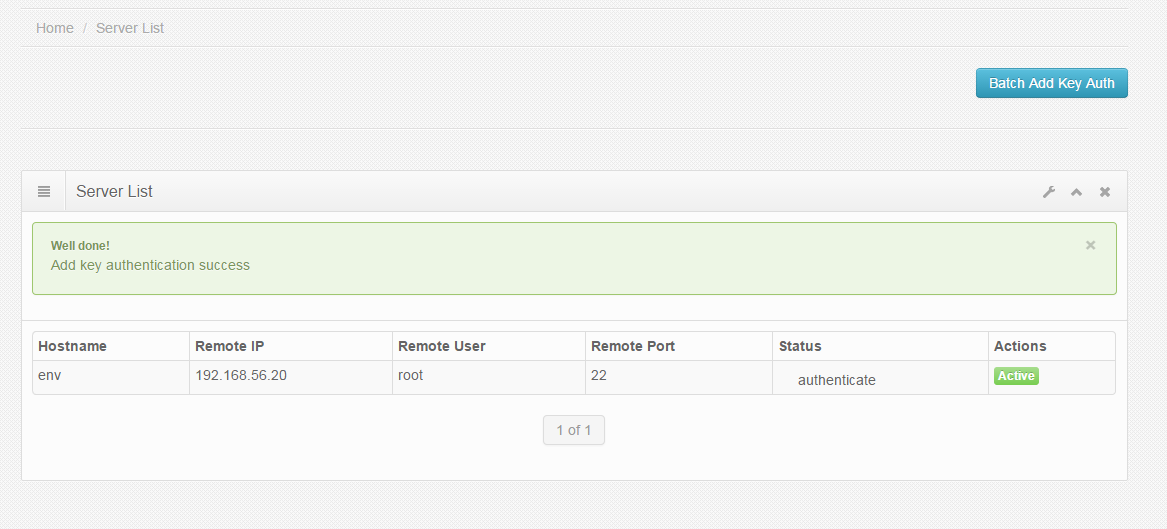 Home / Server List
Batch Add Key Auth
Server List
Well done!
Add key authentication success
Hostname Remote IP Remote User Remote Port Status Actions
env 192.168.56.20 root 22 authenticate Active
1 of 1